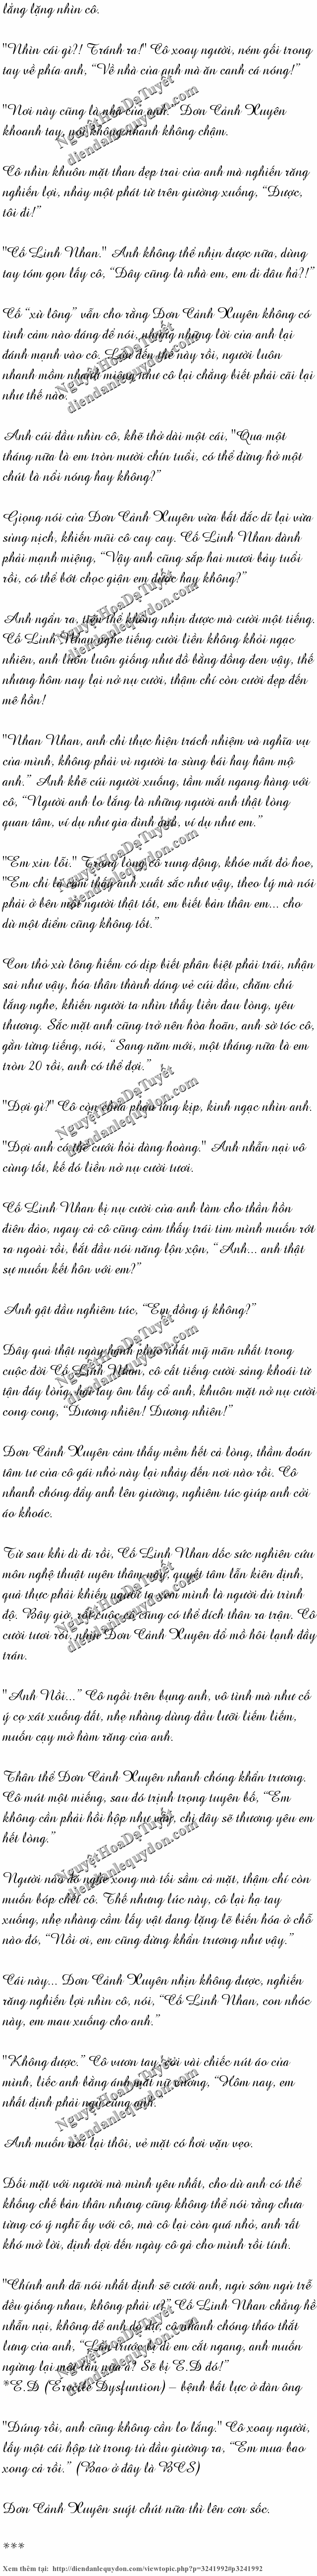 lẳng lặng nhìn cô.
"Nhìn cái gì?! Tránh ra!" Cô xoay người, ném gối trong
tay về phía anh, “Về nhà của anh mà ăn canh cá nóng!”
"Nơi này cũng là nhà của anh." Đơn Cảnh Xuyên
khoanh tay, nói không nhanh không chậm.
Cô nhìn khuôn mặt than đẹp trai của anh mà nghiến răng
nghiến lợi, nhảy một phát từ trên giường xuống, “Được,
tôi đi!”
"Cố Linh Nhan." Anh không thể nhịn được nữa, dùng
tay tóm gọn lấy cô, “Đây cũng là nhà em, em đi đâu hả?!”
Cố “xù lông” vẫn cho rằng Đơn Cảnh Xuyên không có
tình cảm nào đáng để nói, nhưng những lời của anh lại
đánh mạnh vào cô. Lúc đến thế này rồi, người luôn
nhanh mồm nhanh miệng như cô lại chẳng biết phải cãi lại
như thế nào.
Anh cúi đầu nhìn cô, khẽ thở dài một cái, "Qua một
tháng nữa là em tròn mười chín tuổi, có thể đừng hở một
chút là nổi nóng hay không?”
Giọng nói của Đơn Cảnh Xuyên vừa bất đắc dĩ lại vừa
sủng nịch, khiến mũi cô cay cay. Cố Linh Nhan đành
phải mạnh miệng, “Vậy anh cũng sắp hai mươi bảy tuổi
rồi, có thể bớt chọc giận em được hay không?”
Anh ngẩn ra, tiện thể không nhịn được mà cười một tiếng.
Cố Linh Nhan nghe tiếng cười liền không khỏi ngạc
nhiên, anh luôn luôn giống như đồ bằng đồng đen vậy, thế
nhưng hôm nay lại nở nụ cười, thậm chí còn cười đẹp đến
mê hồn!
"Nhan Nhan, anh chỉ thực hiện trách nhiệm và nghĩa vụ
của mình, không phải vì người ta sùng bái hay hâm mộ
anh.” Anh khẽ cúi người xuống, tầm mắt ngang hàng với
cô, “Người anh lo lắng là những người anh thật lòng
quan tâm, ví dụ như gia đình anh, ví dụ như em.”
"Em xin lỗi." Trong lòng cô rung động, khóe mắt đỏ hoe,
"Em chỉ là cảm thấy anh xuất sắc như vậy, theo lý mà nói
phải ở bên một người thật tốt, em biết bản thân em... cho
dù một điểm cũng không tốt.”
Con thỏ xù lông hiếm có dịp biết phân biệt phải trái, nhận
sai như vậy, hóa thân thành dáng vẻ cúi đầu, chăm chú
lắng nghe, khiến người ta nhìn thấy liền đau lòng, yêu
thương. Sắc mặt anh cũng trở nên hòa hoãn, anh sờ tóc cô,
gằn từng tiếng, nói, “Sang năm mới, một tháng nữa là em
tròn 20 rồi, anh có thể đợi.”
"Đợi gì?" Cô còn chưa phản ứng kịp, kinh ngạc nhìn anh.
"Đợi anh có thể cưới hỏi đàng hoàng." Anh nhẫn nại vô
cùng tốt, kế đó liền nở nụ cười tươi.
Cố Linh Nhan bị nụ cười của anh làm cho thần hồn
điên đảo, ngay cả cô cũng cảm thấy trái tim mình muốn rớt
ra ngoài rồi, bắt đầu nói năng lộn xộn, “Anh... anh thật
sự muốn kết hôn với em?”
Anh gật đầu nghiêm túc, “Em đồng ý không?”
Đây quả thật ngày hạnh phúc nhất mỹ mãn nhất trong
cuộc đời Cố Linh Nhan, cô cất tiếng cười sảng khoái từ
tận đáy lòng, hai tay ôm lấy cổ anh, khuôn mặt nở nụ cười
cong cong, “Đương nhiên! Đương nhiên!”
Đơn Cảnh Xuyên cảm thấy mềm hết cả lòng, thầm đoán
tâm tư của cô gái nhỏ này lại nhảy đến nơi nào rồi. Cô
nhanh chóng đẩy anh lên giường, nghiêm túc giúp anh cởi
áo khoác.
Từ sau khi dì đi rồi, Cố Linh Nhan dốc sức nghiên cứu
môn nghệ thuật uyên thâm này, quyết tâm lẫn kiên định,
quả thực phải khiến người ta xem mình là người đủ trình
độ. Bây giờ, rốt cuộc cô cũng có thể đích thân ra trận. Cô
cười tươi rói, nhìn Đơn Cảnh Xuyên đổ mồ hôi lạnh đầy
trán.
"Anh Nồi...” Cô ngồi trên bụng anh, vô tình mà như cố
ý cọ xát xuống đất, nhẹ nhàng dùng đầu lưỡi liếm liếm,
muốn cạy mở hàm răng của anh.
Thân thể Đơn Cảnh Xuyên nhanh chóng khẩn trương.
Cô mút một miếng, sau đó trịnh trọng tuyên bố, “Em
không cần phải hồi hộp như vậy, chị đây sẽ thương yêu em
hết lòng.”
Người nào đó nghe xong mà tối sầm cả mặt, thậm chí còn
muốn bóp chết cô. Thế nhưng lúc này, cô lại hạ tay
xuống, nhẹ nhàng cầm lấy vật đang lặng lẽ biến hóa ở chỗ
nào đó, “Nồi ơi, em cũng đừng khẩn trương như vậy.”
Cái này... Đơn Cảnh Xuyên nhịn không được, nghiến
răng nghiến lợi nhìn cô, nói, “Cố Linh Nhan, con nhóc
này, em mau xuống cho anh.”
"Không được.” Cô vươn tay cởi vài chiếc nút áo của
mình, liếc anh bằng ánh mắt nữ vương, “Hôm nay, em
nhất định phải ngủ cùng anh.
Anh muốn nói lại thôi, vẻ mặt có hơi vặn vẹo.
Đối mặt với người mà mình yêu nhất, cho dù anh có thể
khống chế bản thân nhưng cũng không thể nói rằng chưa
từng có ý nghĩ ấy với cô, mà cô lại còn quá nhỏ, anh rất
khó mở lời, định đợi đến ngày cô gả cho mình rồi tính.
"Chính anh đã nói nhất định sẽ cưới anh, ngủ sớm ngủ trễ
đều giống nhau, không phải ư?” Cố Linh Nhan chẳng hề
nhẫn nại, không để anh do dự, cô nhanh chóng tháo thắt
lưng của anh, “Lần trước bị dì em cắt ngang, anh muốn
ngừng lại một lần nữa à? Sẽ bị E.D đó!”
*E.D (Erectile Dysfuntion) – bệnh bất lực ở đàn ông
"Đúng rồi, anh cũng không cần lo lắng." Cô xoay người,
lấy một cái hộp từ trong tủ đầu giường ra, “Em mua bao
xong cả rồi.” (Bao ở đây là BCS)
Đơn Cảnh Xuyên suýt chút nữa thì lên cơn sốc.
***
Xem thêm tại: http://diendanlequydon.com/viewtopic.php?p=3241992#p3241992